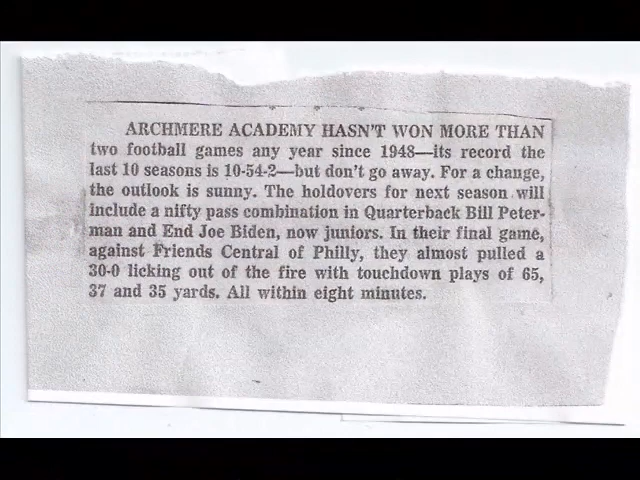 ARCHMERE ACADEMY HASN'T WON MORE THAN
two football games any year since 1948—its record the
last 10 seasons is 10-54-2—but don't go away. For a change,
the outlook is sunny. The holdovers for next season will
include a nifty pass combination in Quarterback Bill Peter-
man and End Joe Biden, now juniors. In their final game,
against Friends Central of Philly, they almost pulled a
30-0 licking out of the fire with touchdown plays of 65,
37 and 35 yards. All within eight minutes.